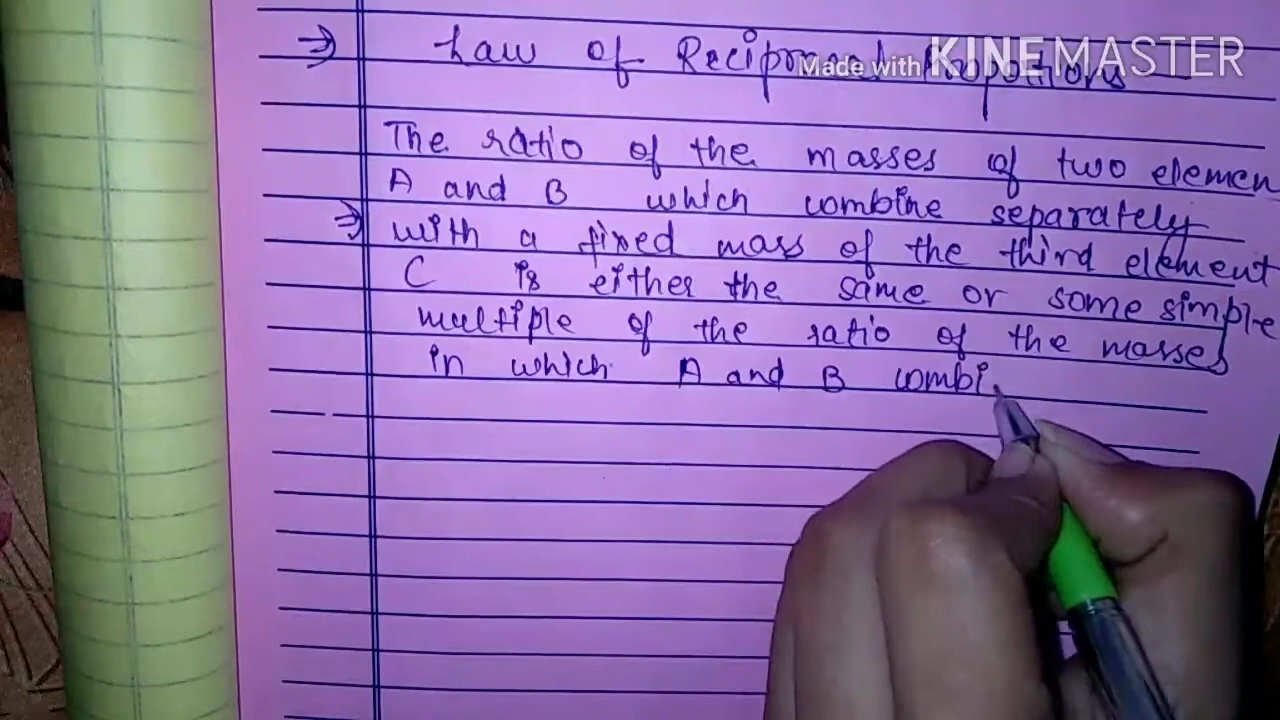 ⇒ Law of Reciprocal Propotions
Made with KINEMASTER
The ratio of the masses of two elemen
A and B which combine separately
⇒ with a fixed mass of the third element
C is either the same or some simple
multiple of the ratio of the masses
in which A and B combi